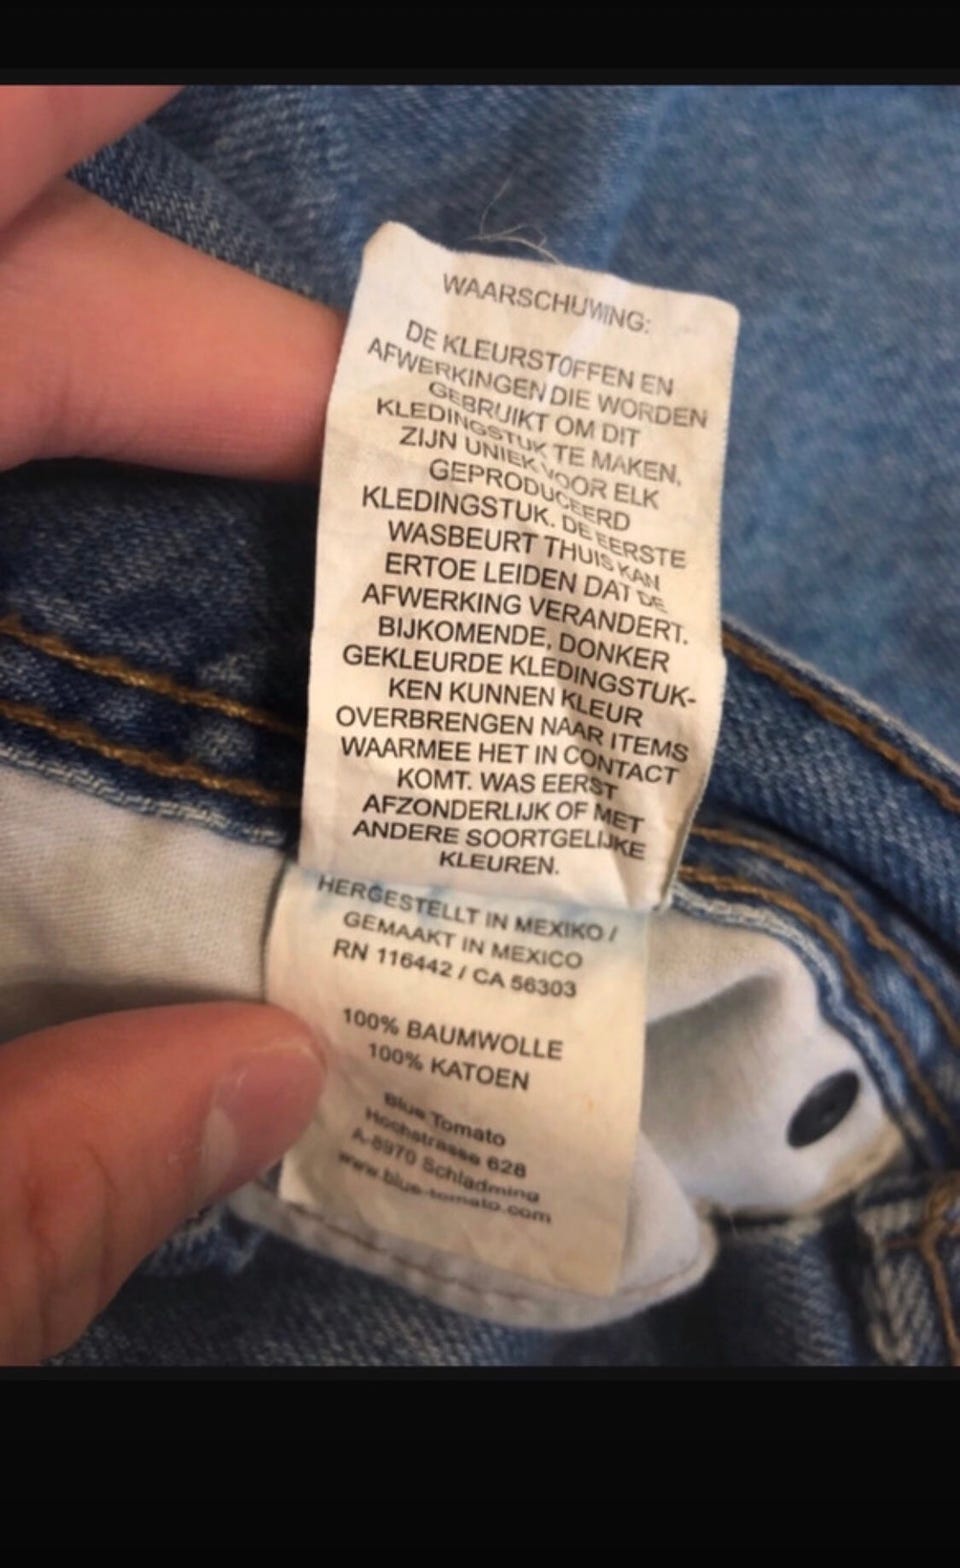 WAARSCHUWING:
DE KLEURSTOFFEN EN
AFWERKINGEN DIE WORDEN
GEBRUIKT OM DIT
KLEDINGSTUK TE MAKEN,
ZIJN UNIEK VOOR ELK
GEPRODUCEERD
KLEDINGSTUK. DE EERSTE
WASBEURT THUIS KAN
ERTOE LEIDEN DAT DE
AFWERKING VERANDERT.
BIJKOMENDE, DONKER
GEKLEURDE KLEDINGSTUK-
KEN KUNNEN KLEUR
OVERBRENGEN NAAR ITEMS
WAARMEE HET IN CONTACT
KOMT. WAS EERST
AFZONDERLIJK OF MET
ANDERE SOORTGELIJKE
KLEUREN.
HERGESTELLT IN MEXIKO /
GEMAAKT IN MEXICO
RN 116442 / CA 56303
100% BAUMWOLLE
100% KATOEN
Blue Tomato
Hochstrasse 628
A-8970 Schladming
www.blue-tomato.com